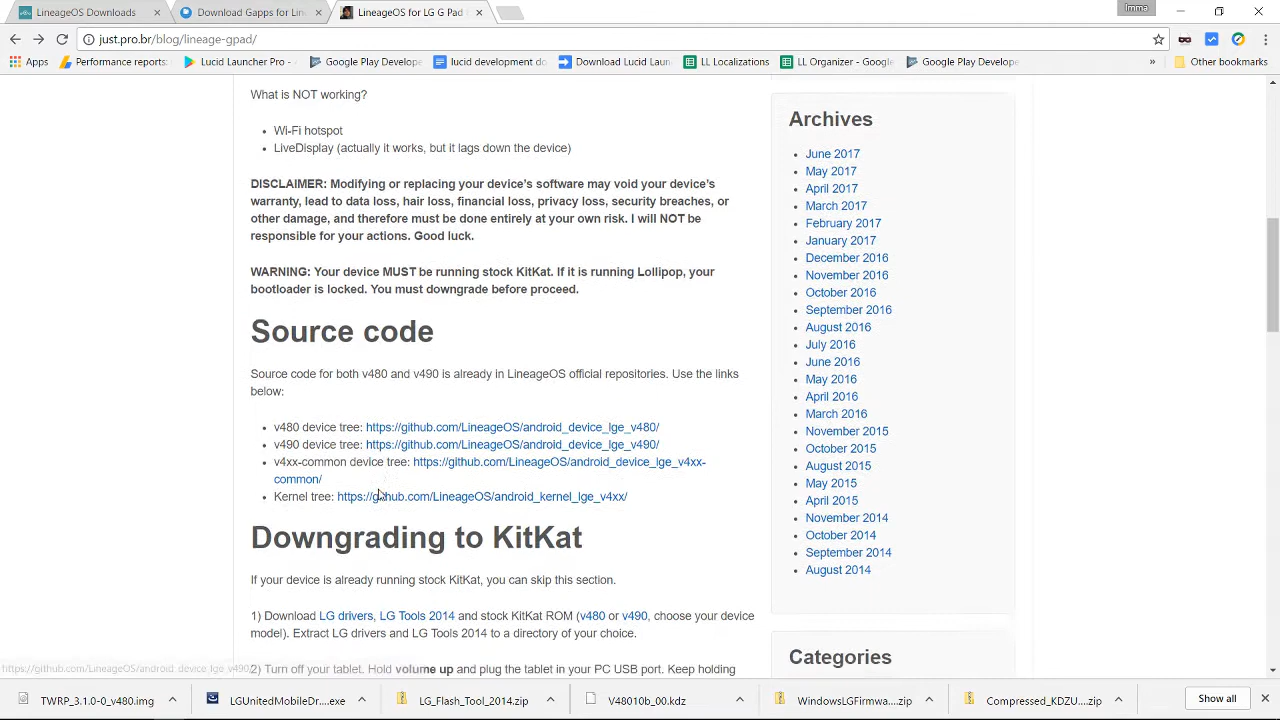 LineageOS Downloads
Download Gapps for Line
LineageOS for LG G Pad
Imma
just.pro.br/blog/lineage-gpad/
Apps
Performance reports:
Lucid Launcher Pro -
Google Play Develope
lucid development do
Download Lucid Laun
LL Localizations
LL Organizer - Google
Google Play Develope
»
Other bookmarks
What is NOT working?
Wi-Fi hotspot
LiveDisplay (actually it works, but it lags down the device)
DISCLAIMER: Modifying or replacing your device's software may void your device's
warranty, lead to data loss, hair loss, financial loss, privacy loss, security breaches, or
other damage, and therefore must be done entirely at your own risk. I will NOT be
responsible for your actions. Good luck.
WARNING: Your device MUST be running stock KitKat. If it is running Lollipop, your
bootloader is locked. You must downgrade before proceed.
Source code
Source code for both v480 and v490 is already in LineageOS official repositories. Use the links
below:
v480 device tree: https://github.com/LineageOS/android_device_lge_v480/
v490 device tree: https://github.com/LineageOS/android_device_lge_v490/
v4xx-common device tree: https://github.com/LineageOS/android_device_lge_v4xx-
common/
Kernel tree: https://github.com/LineageOS/android_kernel_lge_v4xx/
Downgrading to KitKat
If your device is already running stock KitKat, you can skip this section.
1) Download LG drivers, LG Tools 2014 and stock KitKat ROM (v480 or v490, choose your device
model). Extract LG drivers and LG Tools 2014 to a directory of your choice.
2) Turn off your tablet. Hold volume up and plug the tablet in your PC USB port. Keep holding
Archives
June 2017
May 2017
April 2017
March 2017
February 2017
January 2017
December 2016
November 2016
October 2016
September 2016
August 2016
July 2016
June 2016
May 2016
April 2016
March 2016
November 2015
October 2015
August 2015
May 2015
April 2015
November 2014
October 2014
September 2014
August 2014
Categories
https://github.com/LineageOS/android_device_lge_v490/
TWRP_3.1.0-0_v480.img
LGUnitedMobileDr....exe
LG_Flash_Tool_2014.zip
V48010b_00.kdz
WindowsLGFirmwa....zip
Compressed_KDZU....zip
Show all